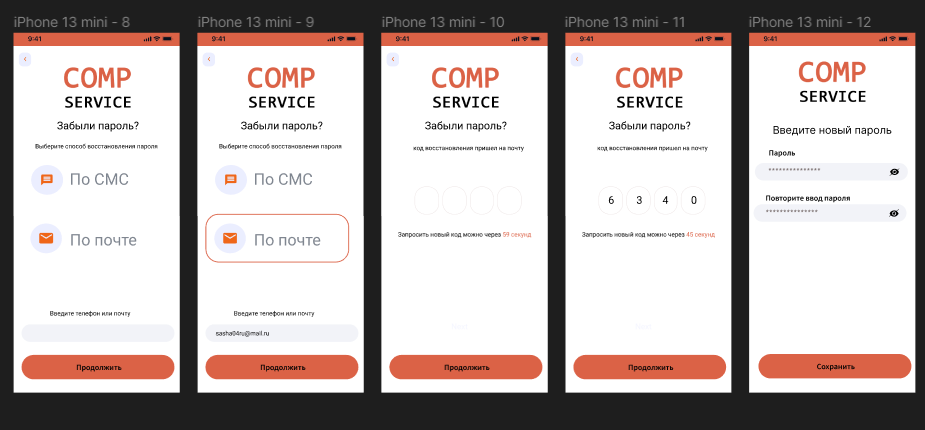 iPhone 13 mini - 8
9:41
COMP
SERVICE
Забыли пароль?
Выберите способ восстановления пароля
По СМС
По почте
Введите телефон или почту
Продолжить
iPhone 13 mini - 9
9:41
COMP
SERVICE
Забыли пароль?
Выберите способ восстановления пароля
По СМС
По почте
Введите телефон или почту
sasha04ru@mail.ru
Продолжить
iPhone 13 mini - 10
9:41
COMP
SERVICE
Забыли пароль?
код восстановления пришел на почту
Запросить новый код можно через 59 секунд
Продолжить
iPhone 13 mini - 11
9:41
COMP
SERVICE
Забыли пароль?
код восстановления пришел на почту
6 3 4 0
Запросить новый код можно через 45 секунд
Продолжить
iPhone 13 mini - 12
9:41
COMP
SERVICE
Введите новый пароль
Пароль
***************
Повторите ввод пароля
***************
Сохранить